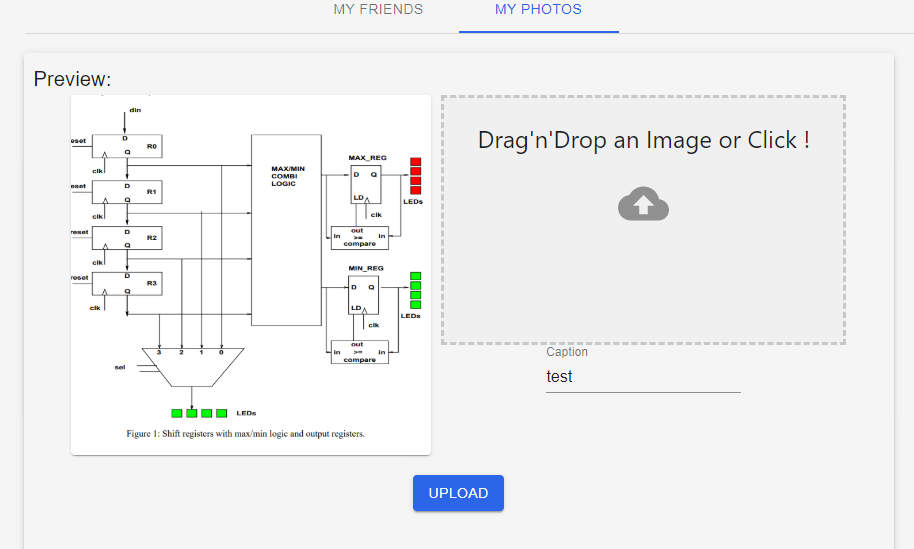 MY FRIENDS
MY PHOTOS
Preview:
din
eset
D
Q
R0
clk
eset
D
Q
R1
clk
reset
D
Q
R2
clk
reset
D
Q
R3
clk
MAX/MIN
COMBI
LOGIC
MAX_REG
D Q
LD
clk
LEDs
out
in >= in
compare
MIN_REG
D Q
LD
clk
LEDs
out
in >= in
compare
3 2 1 0
sel
LEDs
Figure 1: Shift registers with max/min logic and output registers.
Drag'n'Drop an Image or Click !
Caption
test
UPLOAD